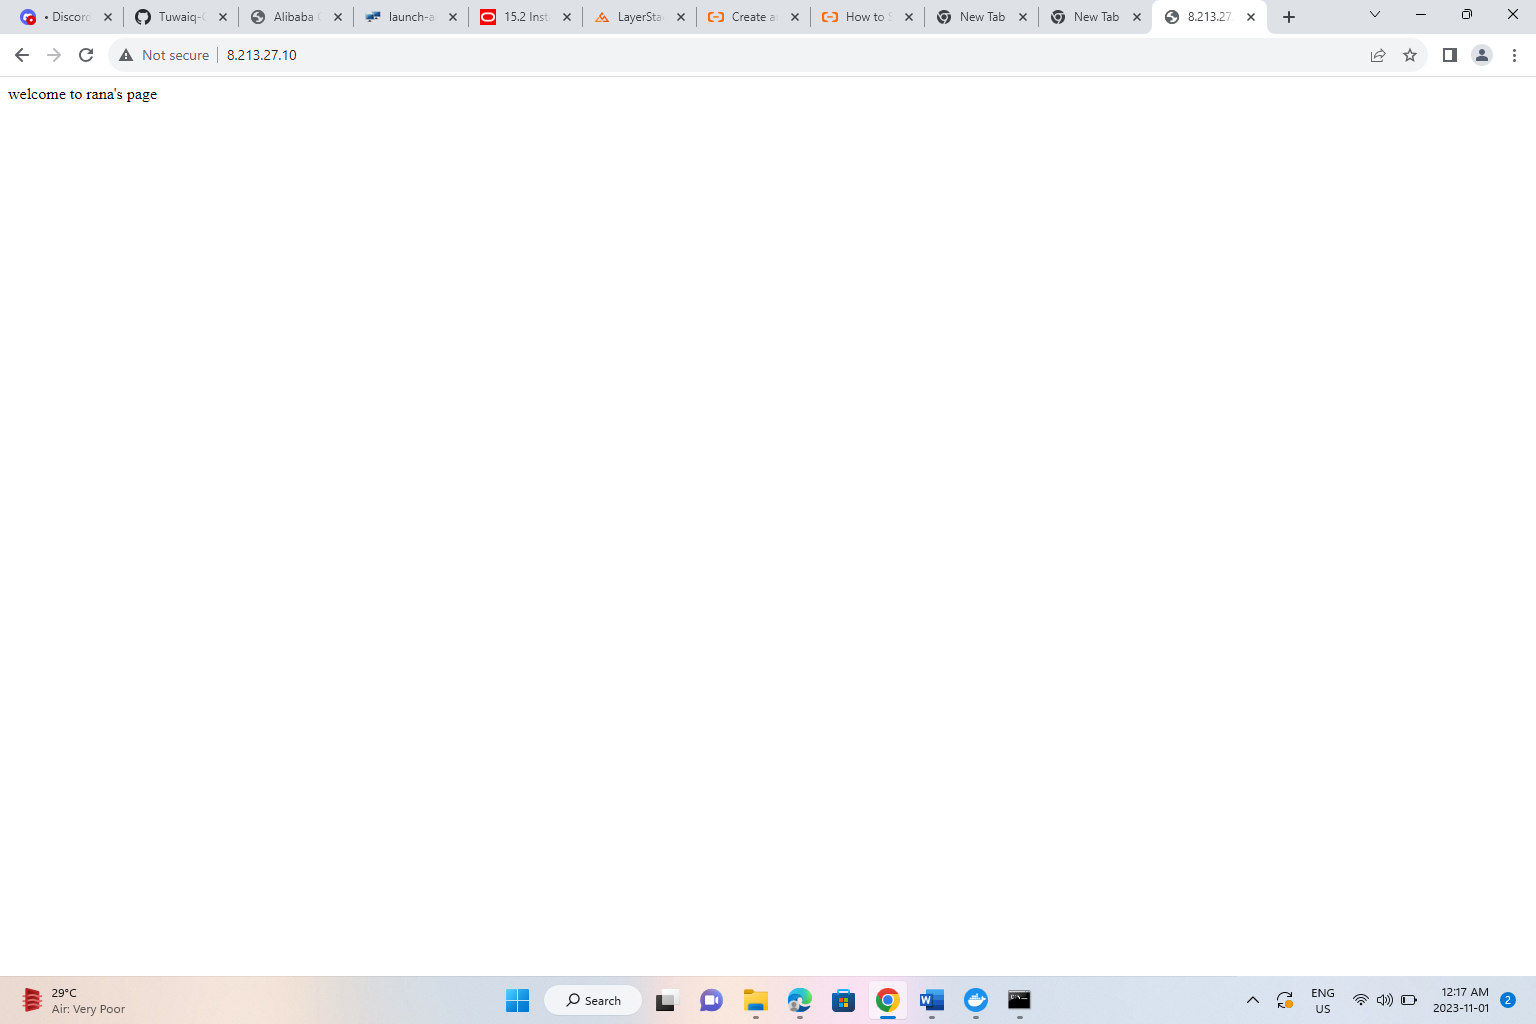 Discord
Tuwaiq-
Alibaba
launch-a
15.2 Inst
LayerSta
Create a
How to S
New Tab
New Tab
8.213.27
Not secure
8.213.27.10
welcome to rana's page
29°C
Air: Very Poor
Search
ENG
US
12:17 AM
2023-11-01
2